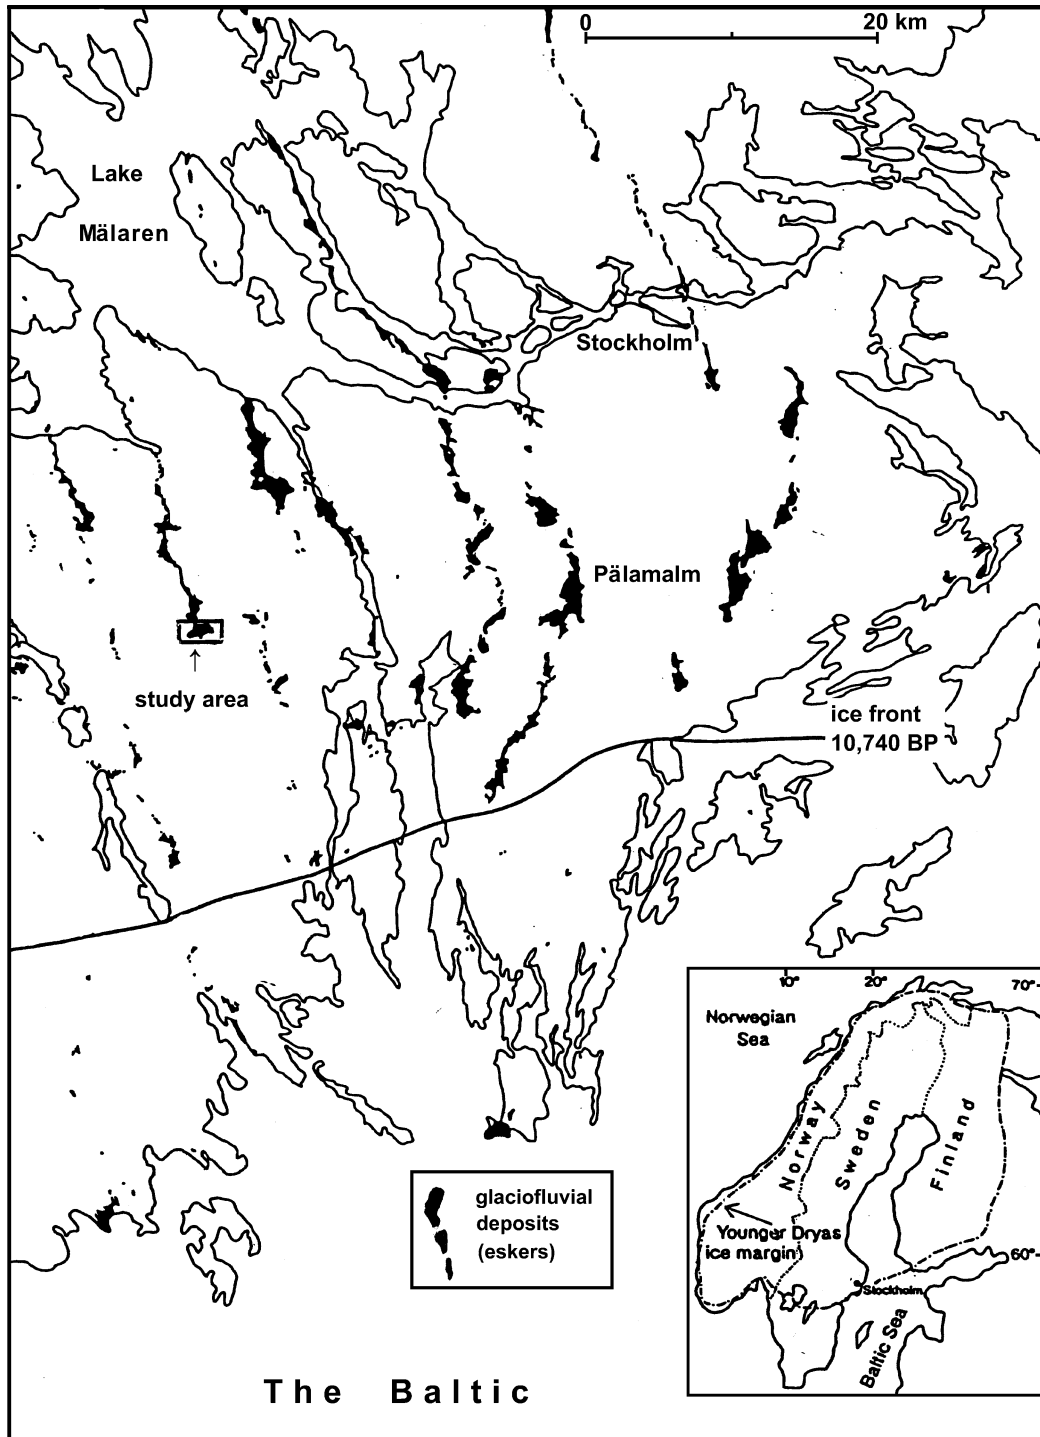 0 20 km
Lake
Mälaren
Stockholm
Pälamalm
study area
ice front
10,740 BP
10° 20° 70°
Norwegian
Sea
Norway
Sweden
Finland
Younger Dryas
ice margin
60°
Stockholm
Baltic Sea
glaciofluvial
deposits
(eskers)
The Baltic